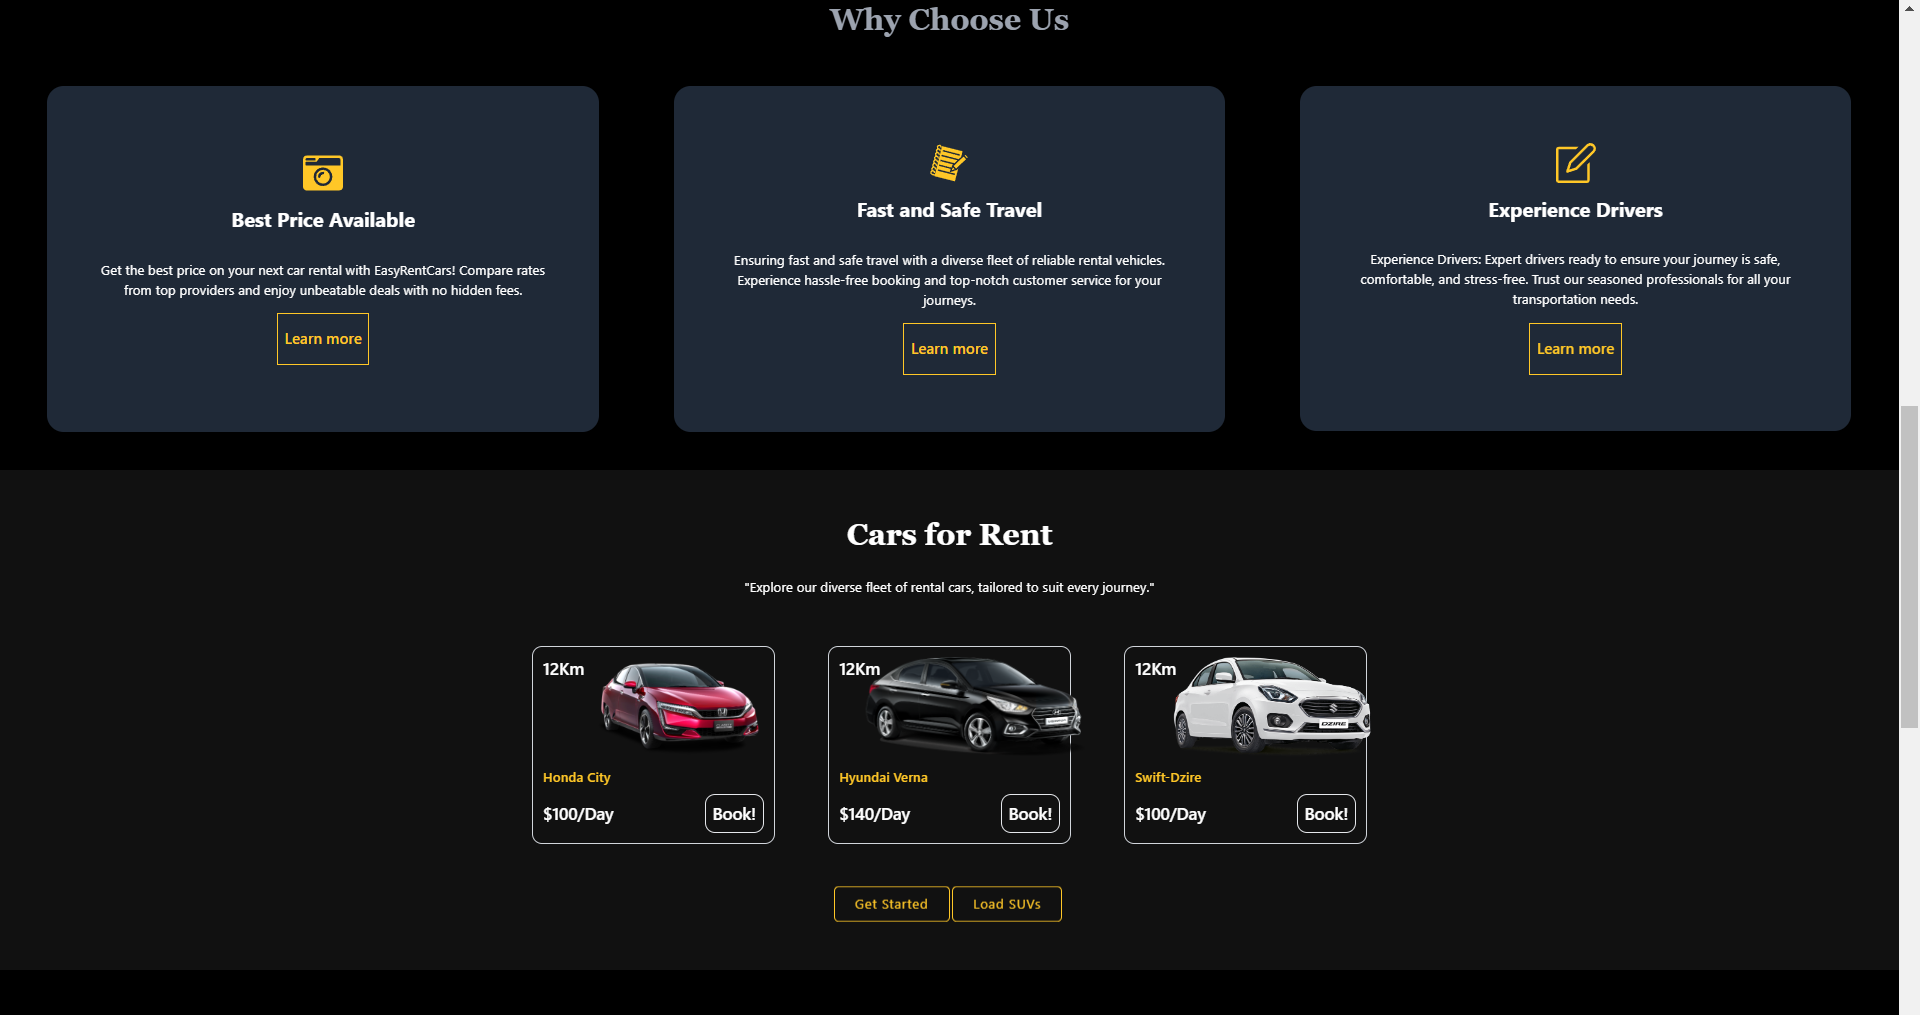 Why Choose Us
Best Price Available
Get the best price on your next car rental with EasyRentCars! Compare rates
from top providers and enjoy unbeatable deals with no hidden fees.
Learn more
Fast and Safe Travel
Ensuring fast and safe travel with a diverse fleet of reliable rental vehicles.
Experience hassle-free booking and top-notch customer service for your
journeys.
Learn more
Experience Drivers
Experience Drivers: Expert drivers ready to ensure your journey is safe,
comfortable, and stress-free. Trust our seasoned professionals for all your
transportation needs.
Learn more
Cars for Rent
"Explore our diverse fleet of rental cars, tailored to suit every journey."
12Km
Honda City
$100/Day
Book!
12Km
Hyundai Verna
$140/Day
Book!
12Km
DZIRE
Swift-Dzire
$100/Day
Book!
Get Started
Load SUVs